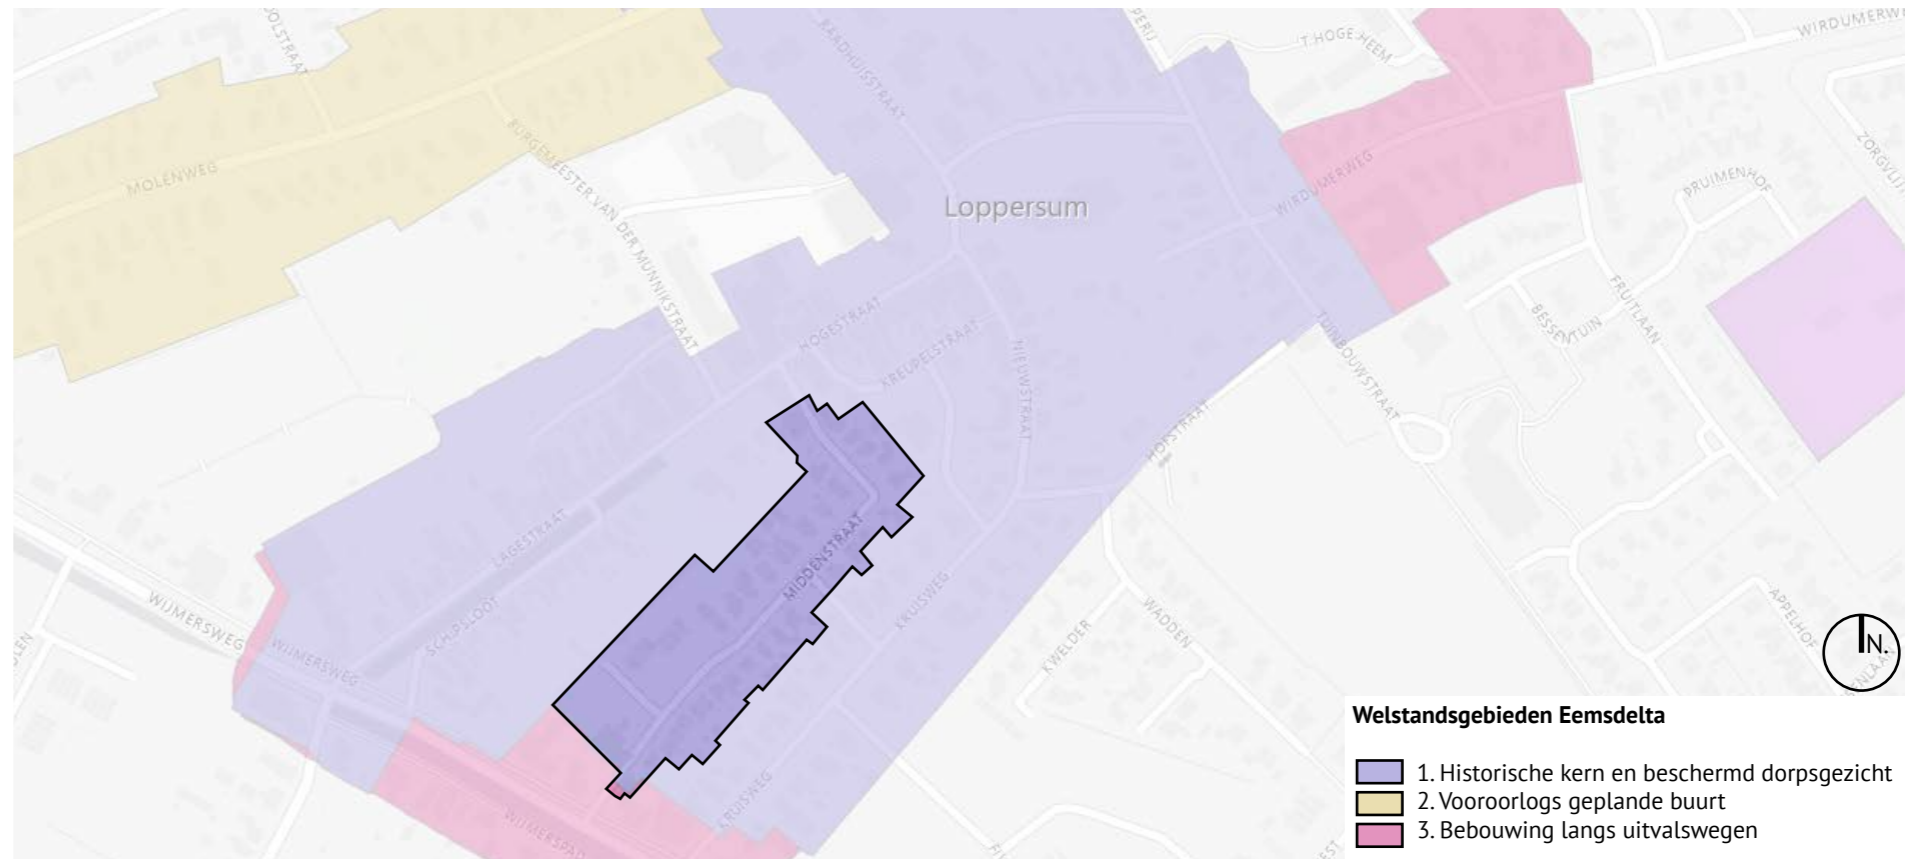 RAADHUISSTRAAT
'T HOGE HEEM
MOLENWEG
BURGEMEESTER VAN DER MUNNIKSTRAAT
Loppersum
WIRDUMERWEG
PRUIMENHOF
HOGESTRAAT
KREUPELSTRAAT
NIEUWSTRAAT
TUINBOUWSTRAAT
BESSENTUIN
FRUITLAAN
HOFSTRAAT
LAGESTRAAT
MIDDENSTRAAT
SCHIPSLOOT
KRUISWEG
KWELDER
WADDEN
APPELHOF
WIJMERSWEG
WIJMERSWEG
KRUISWEG
WIJMERSPAD
N.
Welstandsgebieden Eemsdelta
1. Historische kern en beschermd dorpsgezicht
2. Vooroorlogs geplande buurt
3. Bebouwing langs uitvalswegen